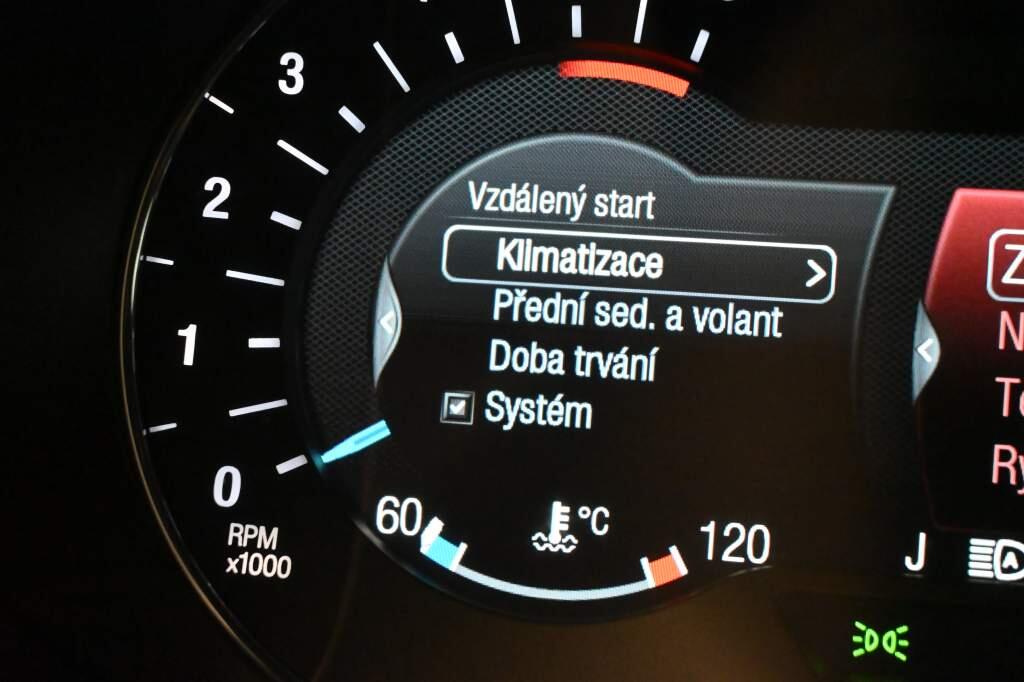 3
2
1
0
RPM
x1000
Vzdálený start
Klimatizace
Přední sed. a volant
Doba trvání
Systém
60
°C
120
J
A
Z
N